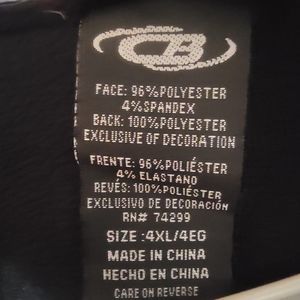 CB
FACE: 96%POLYESTER
4%SPANDEX
BACK: 100%POLYESTER
EXCLUSIVE OF DECORATION
FRENTE: 96%POLIÉSTER
4% ELASTANO
REVÉS: 100%POLIÉSTER
EXCLUSIVO DE DECORACIÓN
RN# 74299
SIZE :4XL/4EG
MADE IN CHINA
HECHO EN CHINA
CARE ON REVERSE